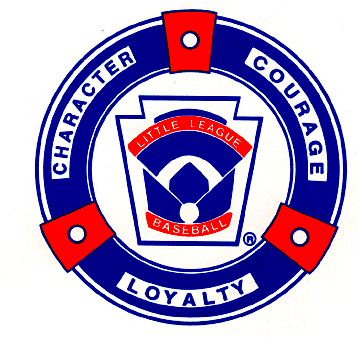 CHARACTER
COURAGE
LITTLE LEAGUE
BASEBALL
®
LOYALTY